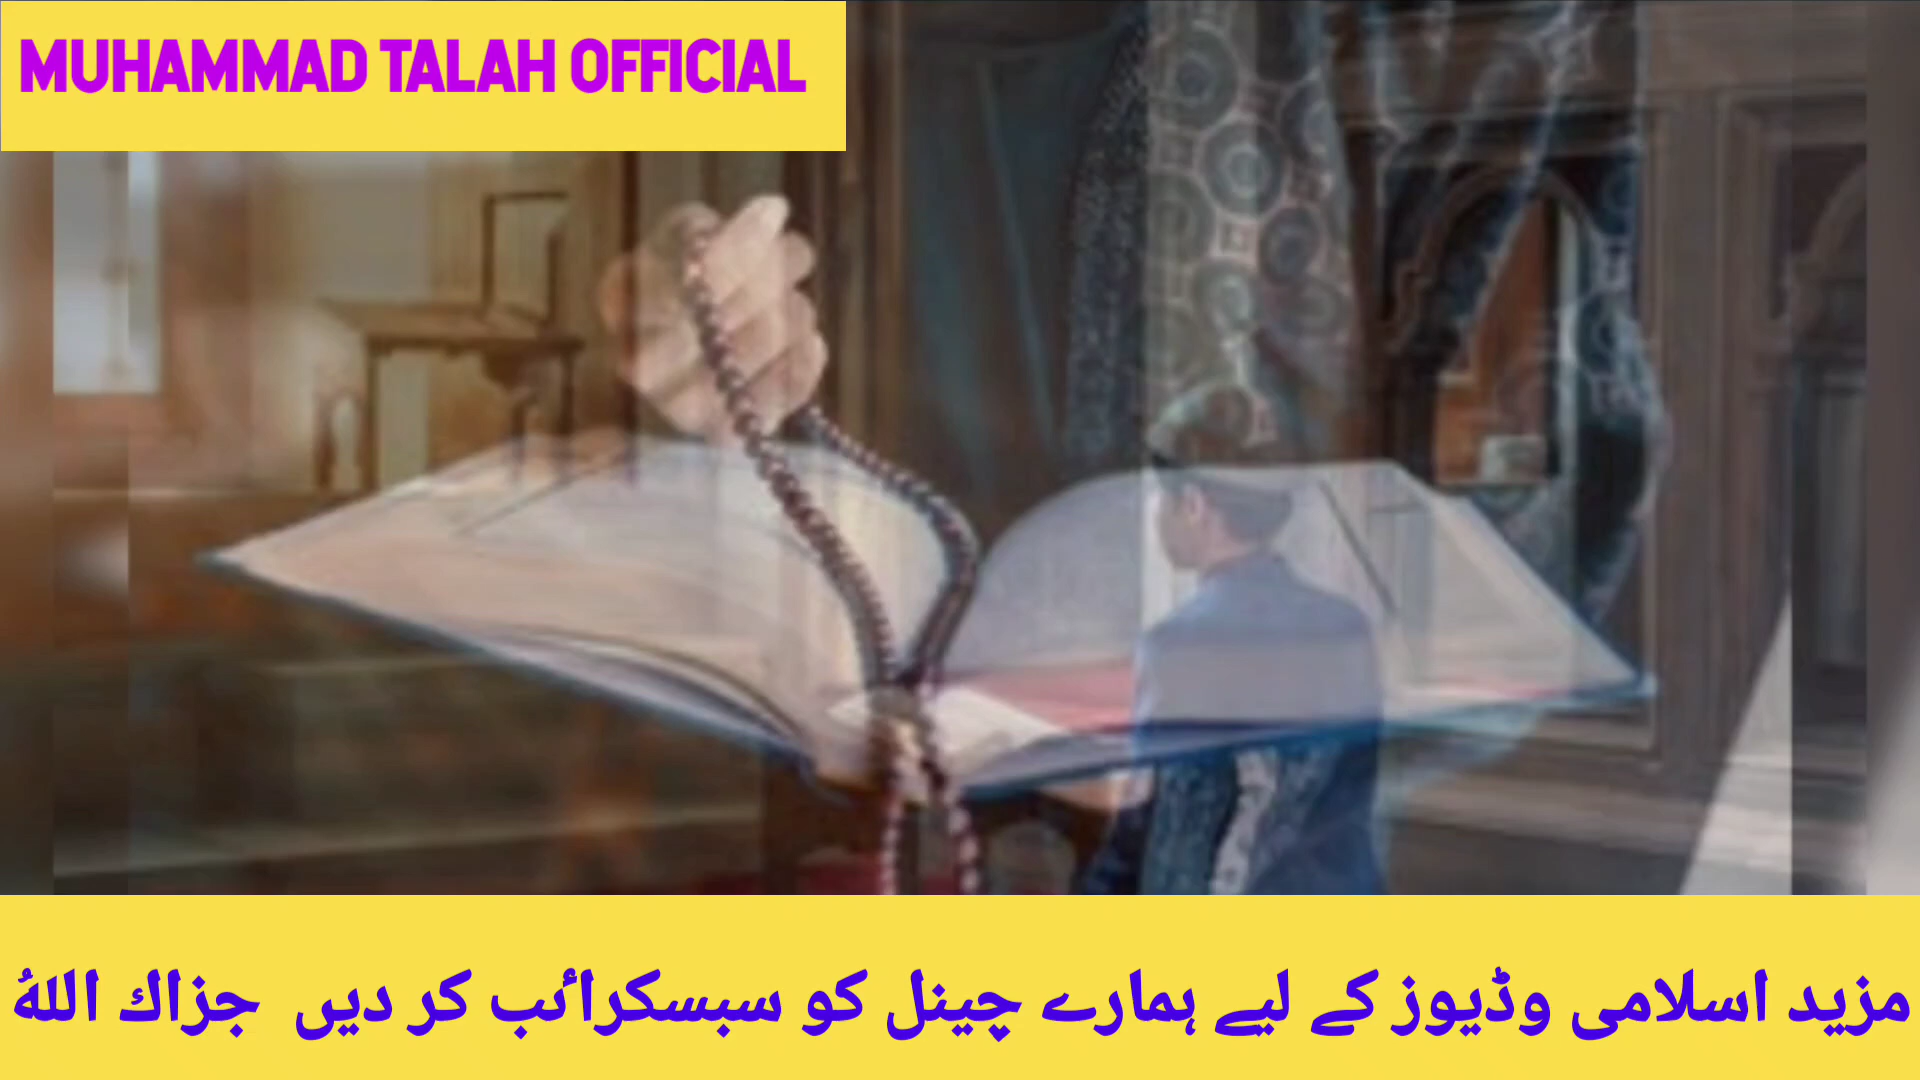 MUHAMMAD TALAH OFFICIAL
مزید اسلامی وڈیوز کے لیے ہمارے چینل کو سبسکرائب کر دیں جزاك اللهُ